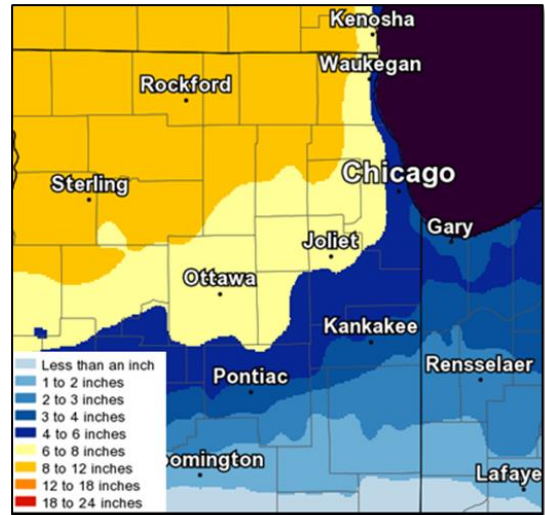 Kenosha
Waukegan
Rockford
Chicago
Sterling
Gary
Joliet
Ottawa
Kankakee
Rensselaer
Pontiac
Less than an inch
1 to 2 inches
2 to 3 inches
3 to 4 inches
4 to 6 inches
6 to 8 inches
8 to 12 inches
12 to 18 inches
18 to 24 inches
omington
Lafaye